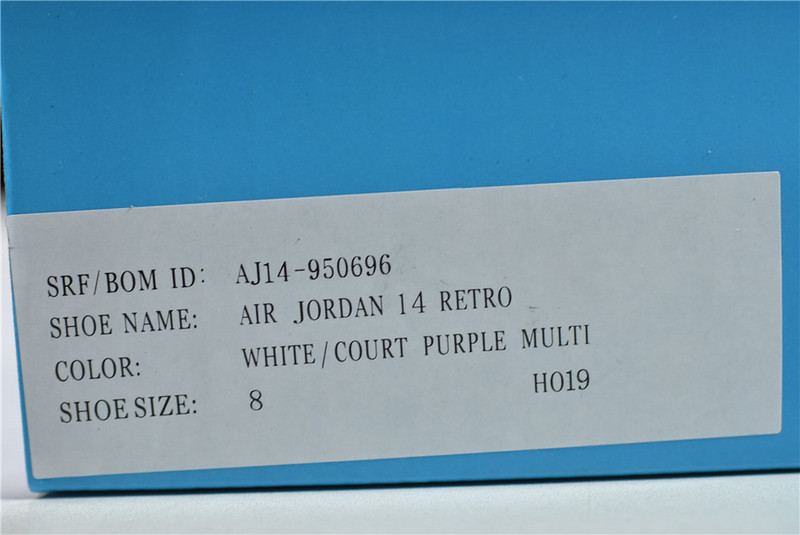 SRF/BOM ID: AJ14-950696
SHOE NAME: AIR JORDAN 14 RETRO
COLOR: WHITE/COURT PURPLE MULTI
SHOE SIZE: 8 HO19